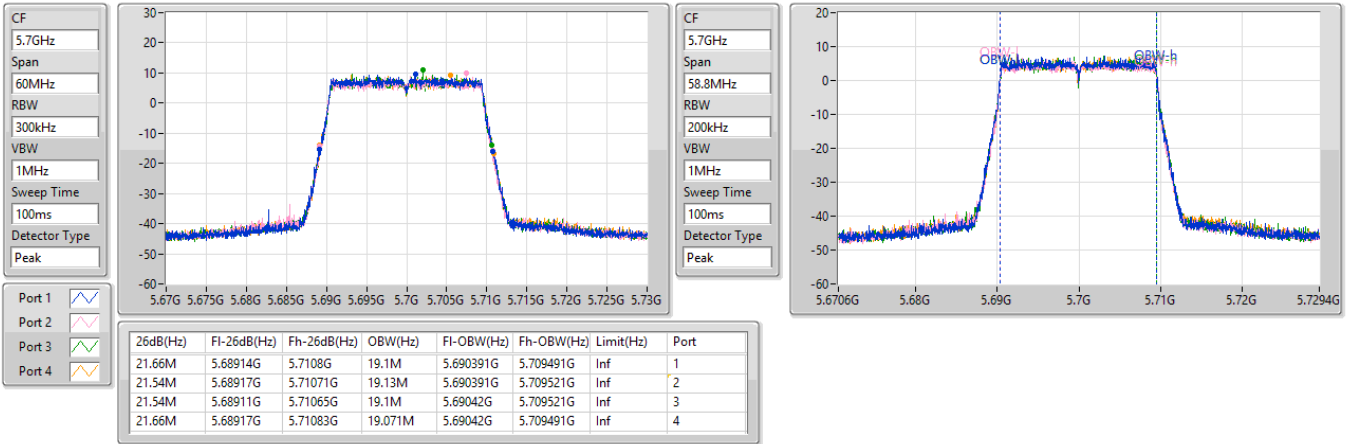 CF
5.7GHz
Span
60MHz
RBW
300kHz
VBW
1MHz
Sweep Time
100ms
Detector Type
Peak
30
20
10
0
-10
-20
-30
-40
-50
-60
5.67G 5.675G 5.68G 5.685G 5.69G 5.695G 5.7G 5.705G 5.71G 5.715G 5.72G 5.725G 5.73G
CF
5.7GHz
Span
58.8MHz
RBW
200kHz
VBW
1MHz
Sweep Time
100ms
Detector Type
Peak
20
10
0
-10
-20
-30
-40
-50
-60
OBW-h
5.6706G 5.68G 5.69G 5.7G 5.71G 5.72G 5.7294G
Port 1
Port 2
Port 3
Port 4
26dB(Hz) Fl-26dB(Hz) Fh-26dB(Hz) OBW(Hz) Fl-OBW(Hz) Fh-OBW(Hz) Limit(Hz) Port
21.66M 5.68914G 5.7108G 19.1M 5.690391G 5.709491G Inf 1
21.54M 5.68917G 5.71071G 19.13M 5.690391G 5.709521G Inf 2
21.54M 5.68911G 5.71065G 19.1M 5.69042G 5.709521G Inf 3
21.66M 5.68917G 5.71083G 19.071M 5.69042G 5.709491G Inf 4